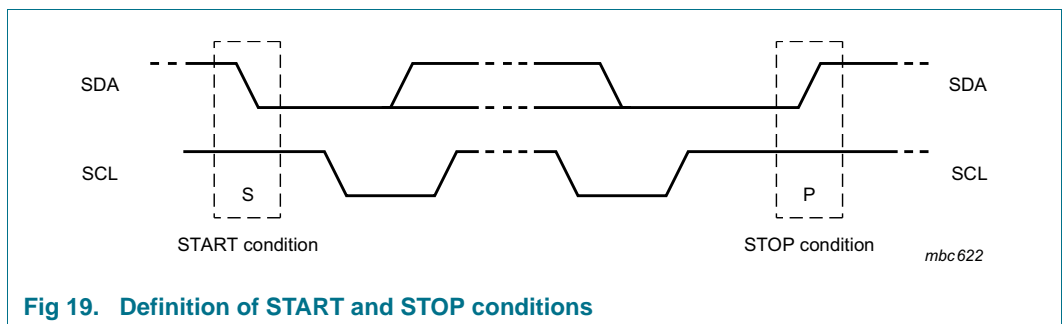 SDA
SDA
SCL
SCL
S
P
START condition
STOP condition
mbc622
Fig 19. Definition of START and STOP conditions